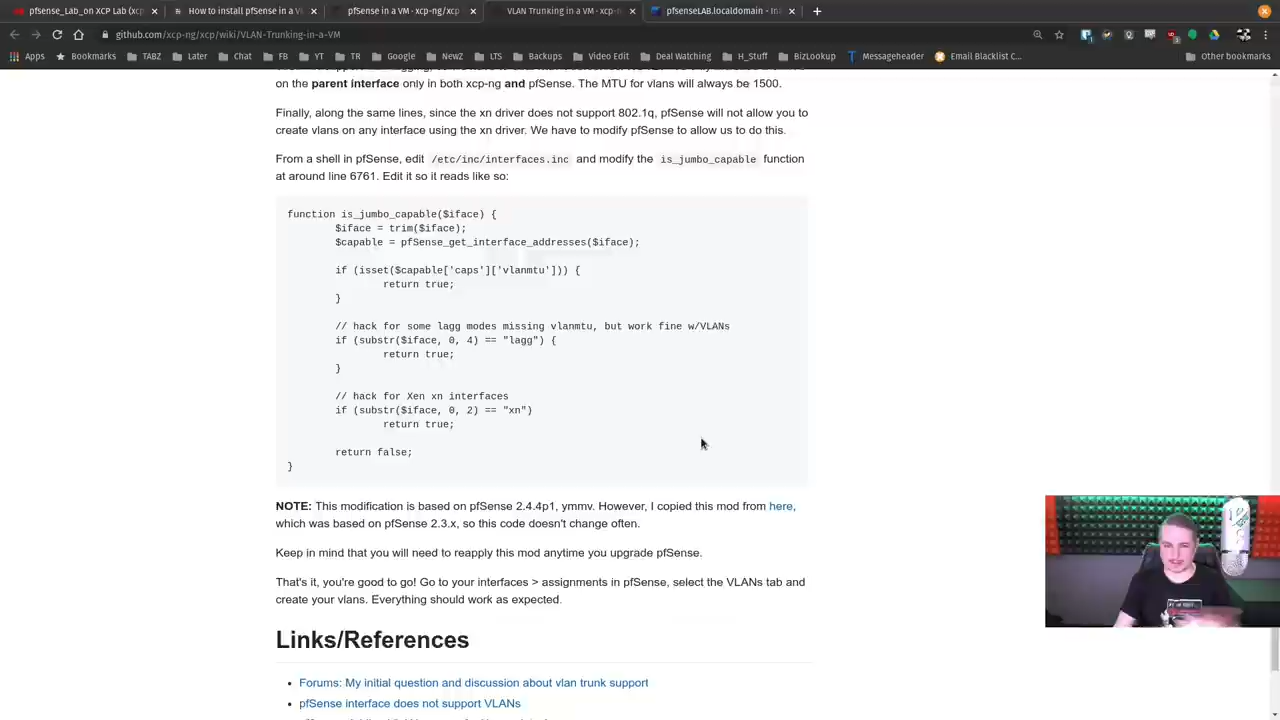 pfSense_Lab_on XCP Lab (xcp
How to install pfSense in a V
pfSense in a VM · xcp-ng/xcp
VLAN Trunking in a VM · xcp-
pfsenseLAB.localdomain - Int
github.com/xcp-ng/xcp/wiki/VLAN-Trunking-in-a-VM
Apps Bookmarks TABZ Later Chat FB YT TR Google NewZ LTS Backups Video Edit Deal Watching H_Stuff BizLookup Messageheader Email Blacklist C... Other bookmarks
on the parent interface only in both xcp-ng and pfSense. The MTU for vlans will always be 1500.
Finally, along the same lines, since the xn driver does not support 802.1q, pfSense will not allow you to
create vlans on any interface using the xn driver. We have to modify pfSense to allow us to do this.
From a shell in pfSense, edit /etc/inc/interfaces.inc and modify the is_jumbo_capable function
at around line 6761. Edit it so it reads like so:
function is_jumbo_capable($iface) {
$iface = trim($iface);
$capable = pfSense_get_interface_addresses($iface);
if (isset($capable['caps']['vlanmtu'])) {
return true;
}
// hack for some lagg modes missing vlanmtu, but work fine w/VLANs
if (substr($iface, 0, 4) == "lagg") {
return true;
}
// hack for Xen xn interfaces
if (substr($iface, 0, 2) == "xn")
return true;
return false;
}
NOTE: This modification is based on pfSense 2.4.4p1, ymmv. However, I copied this mod from here,
which was based on pfSense 2.3.x, so this code doesn't change often.
Keep in mind that you will need to reapply this mod anytime you upgrade pfSense.
That's it, you're good to go! Go to your interfaces > assignments in pfSense, select the VLANs tab and
create your vlans. Everything should work as expected.
Links/References
Forums: My initial question and discussion about vlan trunk support
pfSense interface does not support VLANs